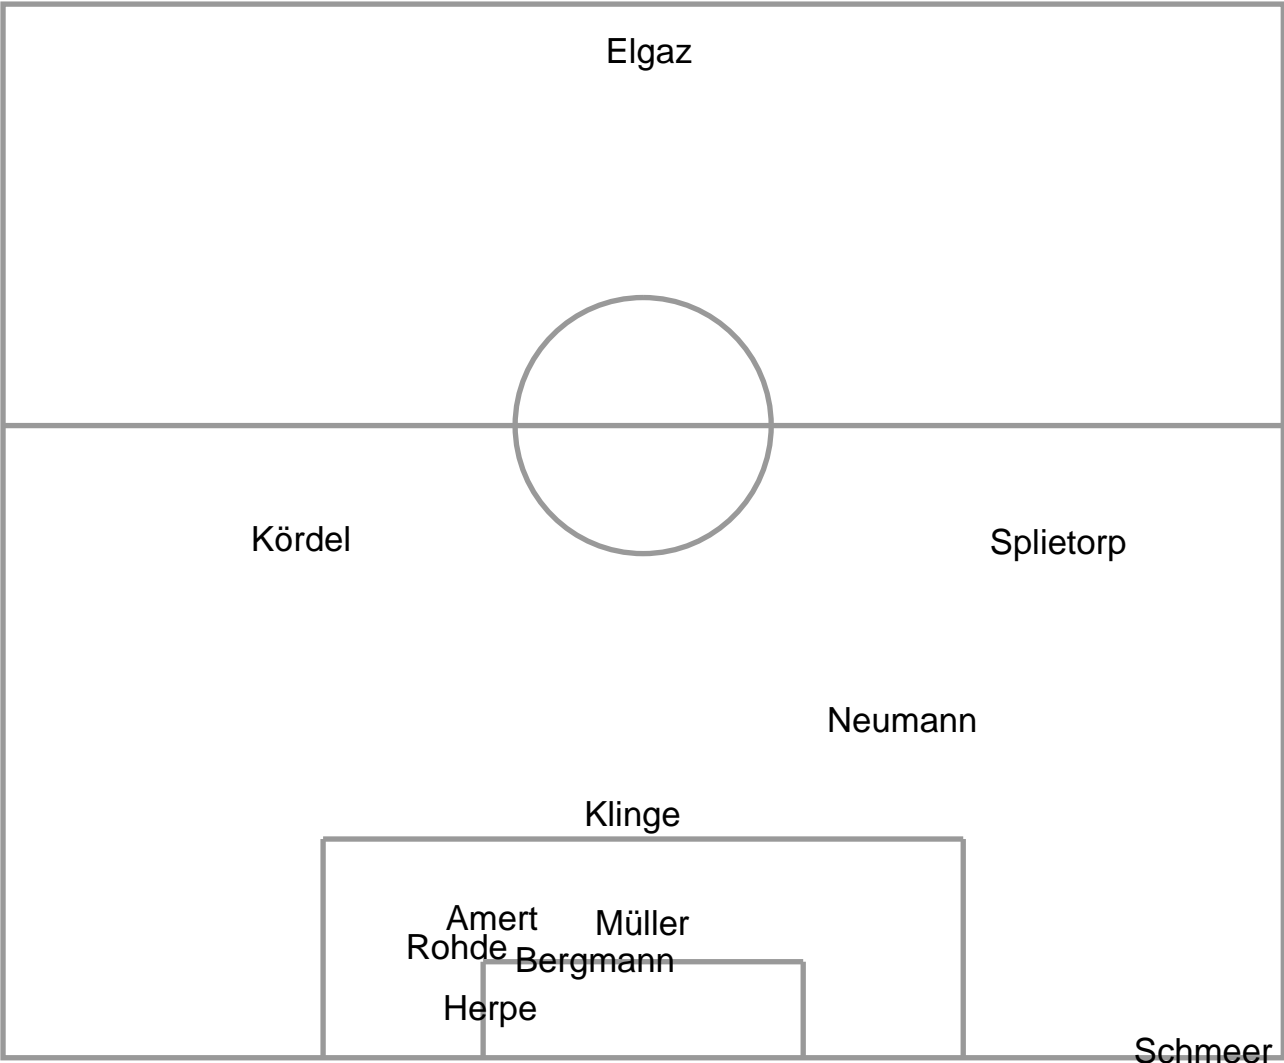 Elgaz
Kördel
Splietorp
Neumann
Klinge
Amert
Müller
Rohde
Bergmann
Herpe
Schmeer